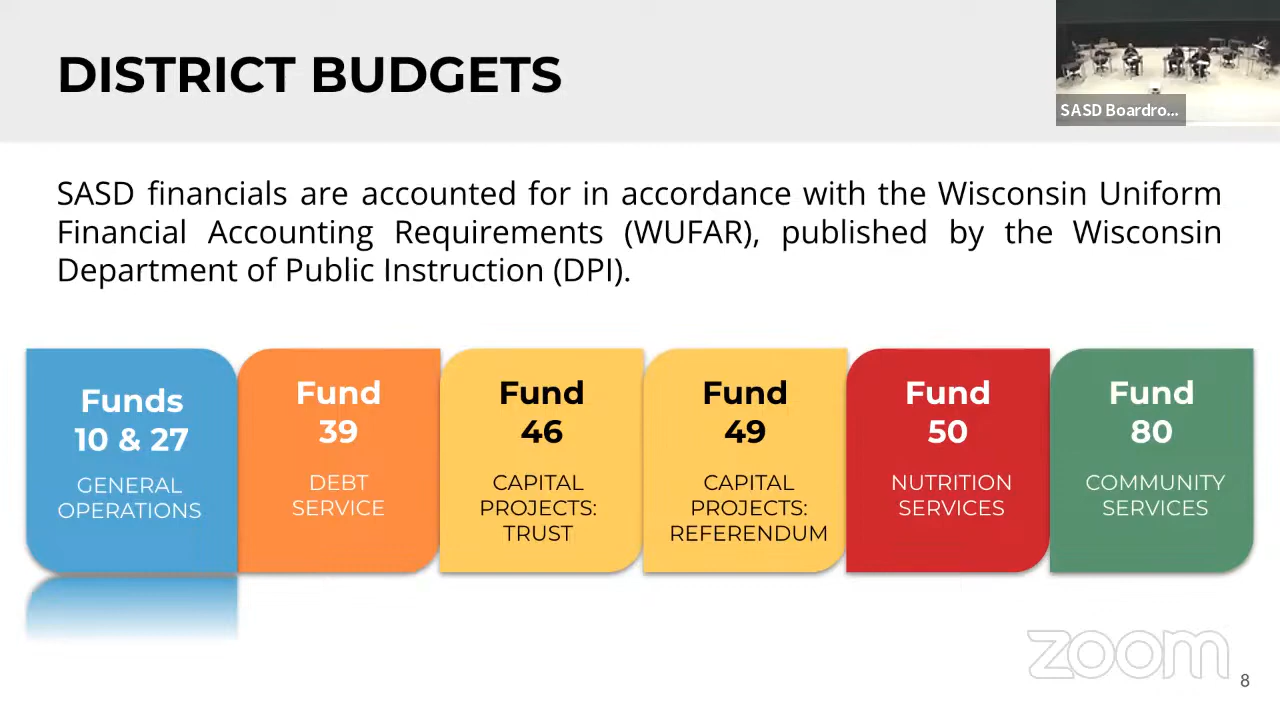 DISTRICT BUDGETS
SASD Boardro...
SASD financials are accounted for in accordance with the Wisconsin Uniform
Financial Accounting Requirements (WUFAR), published by the Wisconsin
Department of Public Instruction (DPI).
Funds
10 & 27
GENERAL
OPERATIONS
Fund
39
DEBT
SERVICE
Fund
46
CAPITAL
PROJECTS:
TRUST
Fund
49
CAPITAL
PROJECTS:
REFERENDUM
Fund
50
NUTRITION
SERVICES
Fund
80
COMMUNITY
SERVICES
zoom
8